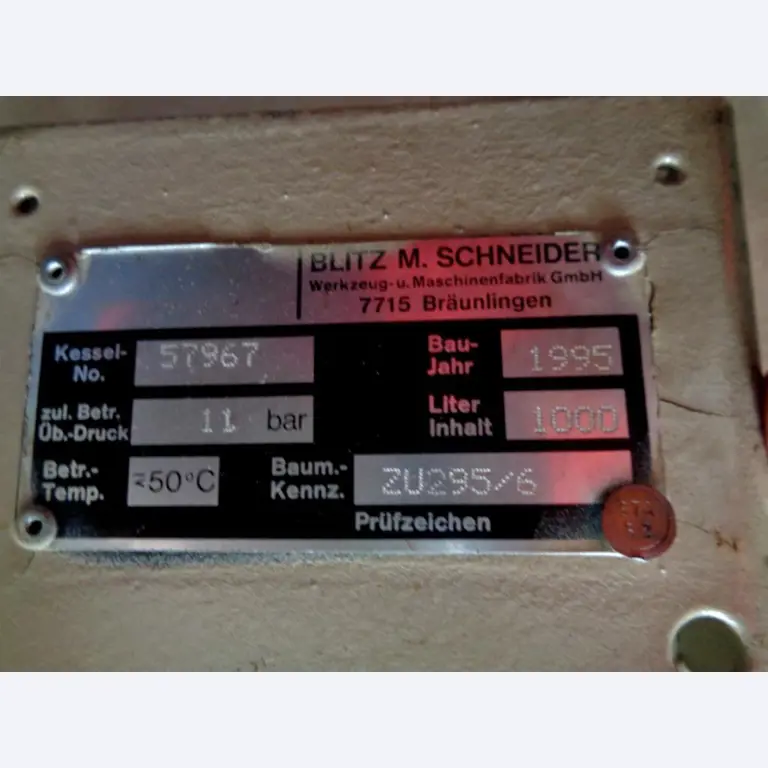 BLITZ M. SCHNEIDER
Werkzeug-u. Maschinenfabrik GmbH
7715 Bräunlingen
Kessel-No. 57967
Bau-Jahr 1995
zul. Betr. Üb.-Druck 11 bar
Liter Inhalt 1000
Betr.-Temp. ≂50°C
Baum.-Kennz. ZU295/6
Prüfzeichen